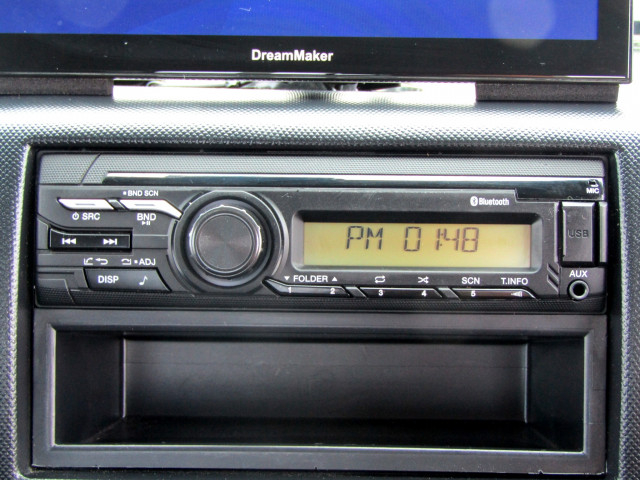 DreamMaker
BND SCN
MIC
SRC
BND
Bluetooth
USB
PM 01:48
ADJ
DISP
FOLDER
SCN
T.INFO
AUX
1 2 3 4 5